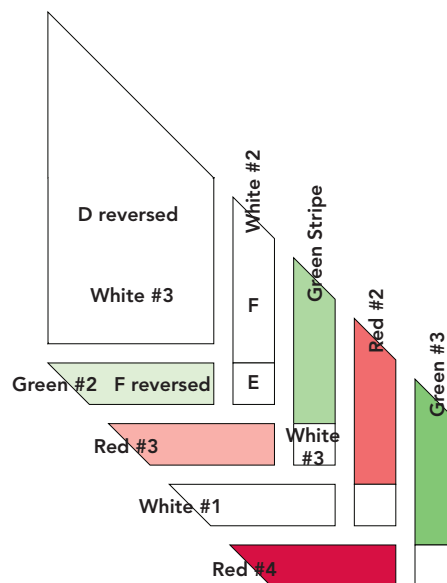 White #2
D reversed
Green Stripe
White #3
F
Red #2
Green #2
F reversed
E
Green #3
Red #3
White
#3
White #1
Red #4